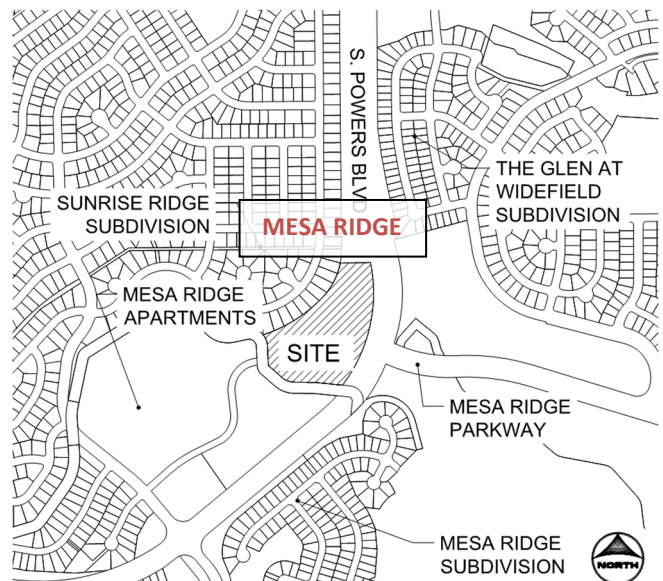 S. POWERS BLVD
THE GLEN AT
WIDEFIELD
SUBDIVISION
SUNRISE RIDGE
SUBDIVISION
MESA RIDGE
MESA RIDGE
APARTMENTS
SITE
MESA RIDGE
PARKWAY
MESA RIDGE
SUBDIVISION
NORTH